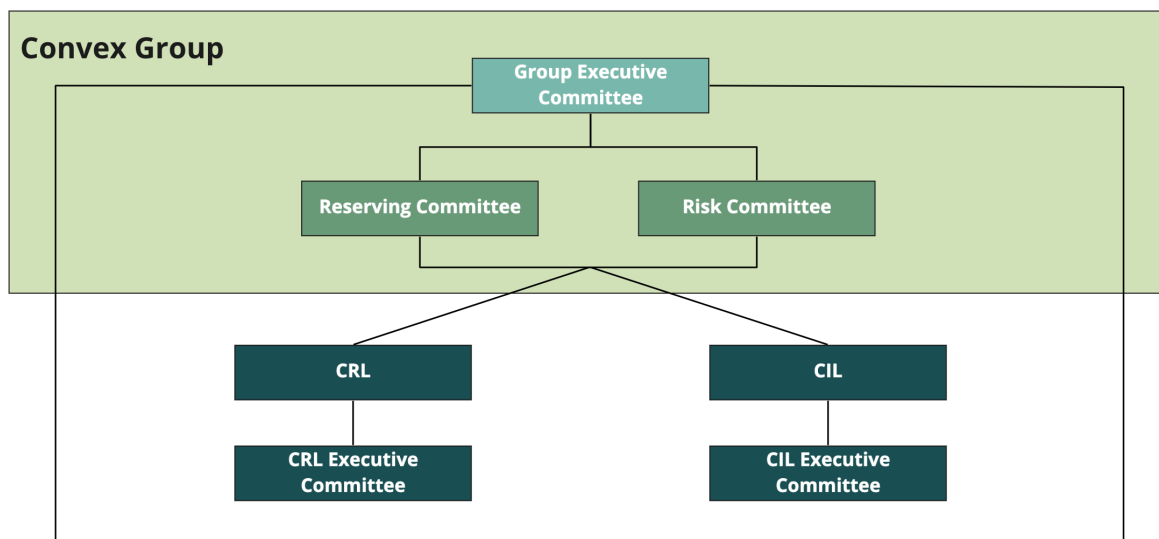 Convex Group
Group Executive
Committee
Reserving Committee
Risk Committee
CRL
CIL
CRL Executive
Committee
CIL Executive
Committee